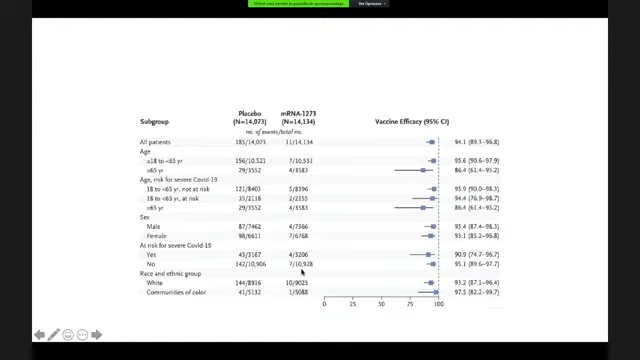 Ver Opciones
Subgroup Placebo (N=14,073) mRNA-1273 (N=14,134) Vaccine Efficacy (95% CI)
no. of events/total no.
All patients 185/14,073 11/14,134 94.1 (89.3–96.8)
Age
≥18 to <65 yr 156/10,521 7/10,551 95.6 (90.6–97.9)
≥65 yr 29/3552 4/3583 86.4 (61.4–95.2)
Age, risk for severe Covid-19
18 to <65 yr, not at risk 121/8403 5/8396 95.9 (90.0–98.3)
18 to <65 yr, at risk 35/2118 2/2155 94.4 (76.9–98.7)
≥65 yr 29/3552 4/3583 86.4 (61.4–95.2)
Sex
Male 87/7462 4/7366 95.4 (87.4–98.3)
Female 98/6611 7/6768 93.1 (85.2–96.8)
At risk for severe Covid-19
Yes 43/3167 4/3206 90.9 (74.7–96.7)
No 142/10,906 7/10,928 95.1 (89.6–97.7)
Race and ethnic group
White 144/8916 10/9023 93.2 (87.1–96.4)
Communities of color 41/5132 1/5088 97.5 (82.2–99.7)
0 25 50 75 100